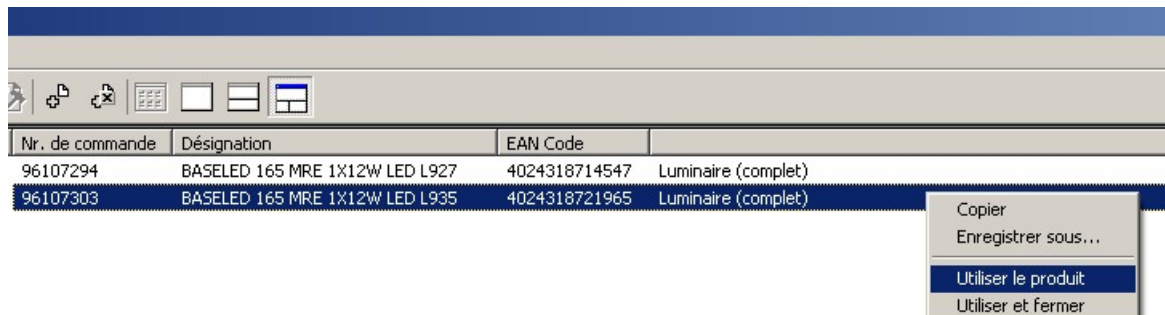 Nr. de commande Désignation EAN Code
96107294 BASELED 165 MRE 1X12W LED L927 4024318714547 Luminaire (complet)
96107303 BASELED 165 MRE 1X12W LED L935 4024318721965 Luminaire (complet)
Copier
Enregistrer sous...
Utiliser le produit
Utiliser et fermer